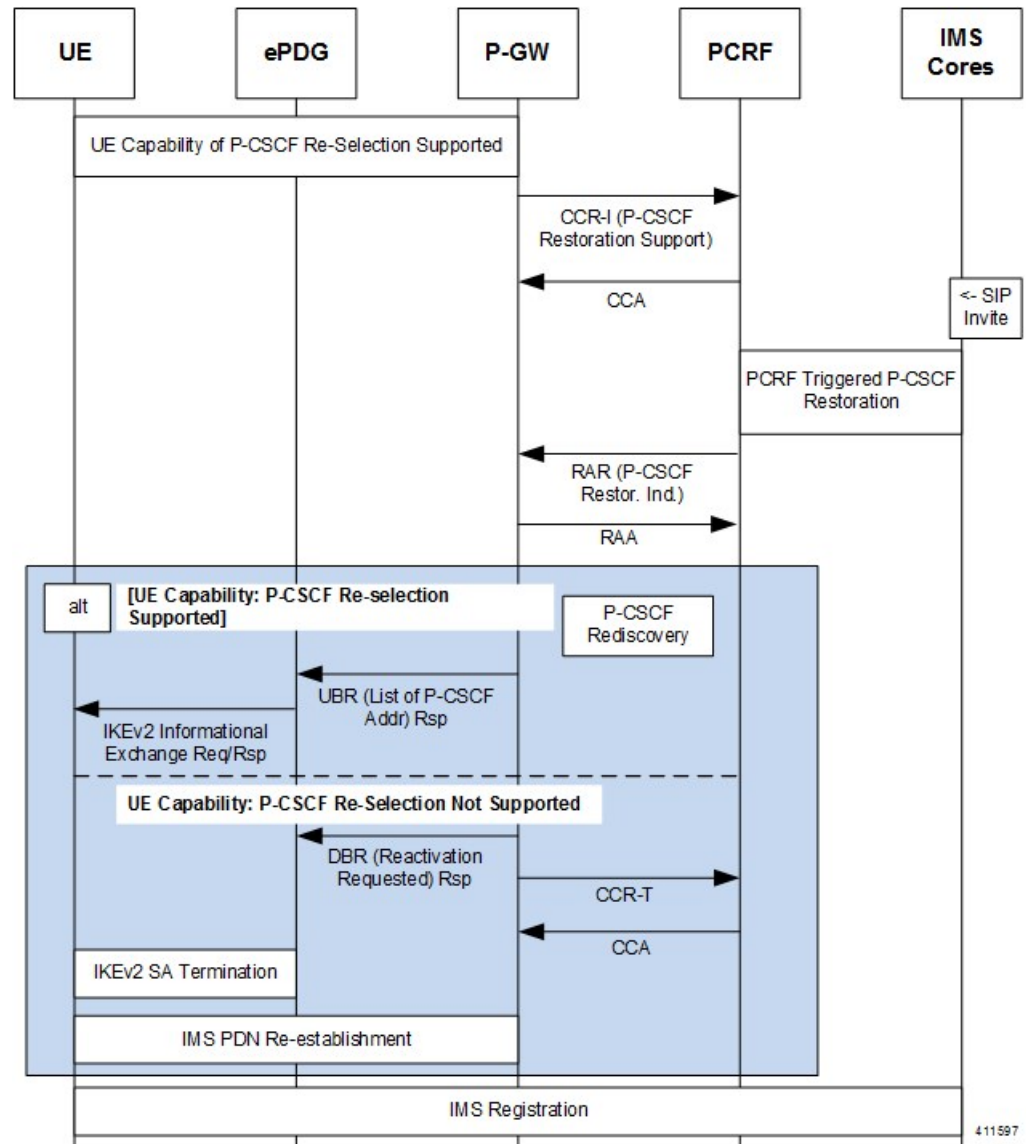 UE
ePDG
P-GW
PCRF
IMS
Cores
UE Capability of P-CSCF Re-Selection Supported
CCR-I (P-CSCF
Restoration Support)
CCA
<- SIP
Invite
PCRF Triggered P-CSCF
Restoration
RAR (P-CSCF
Restor. Ind.)
RAA
alt
[UE Capability: P-CSCF Re-selection
Supported]
P-CSCF
Rediscovery
UBR (List of P-CSCF
Addr) Rsp
IKEv2 Informational
Exchange Req/Rsp
UE Capability: P-CSCF Re-Selection Not Supported
DBR (Reactivation
Requested) Rsp
CCR-T
CCA
IKEv2 SA Termination
IMS PDN Re-establishment
IMS Registration
411597